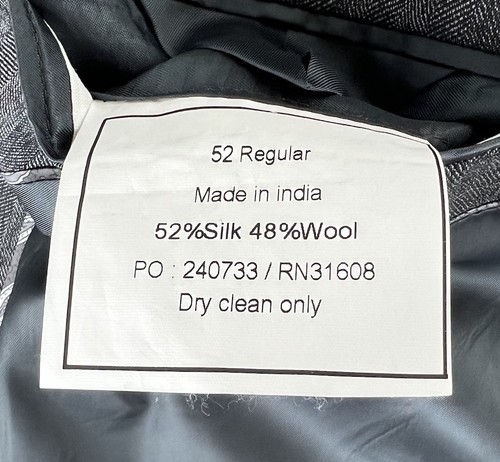 52 Regular
Made in india
52%Silk 48%Wool
PO : 240733 / RN31608
Dry clean only